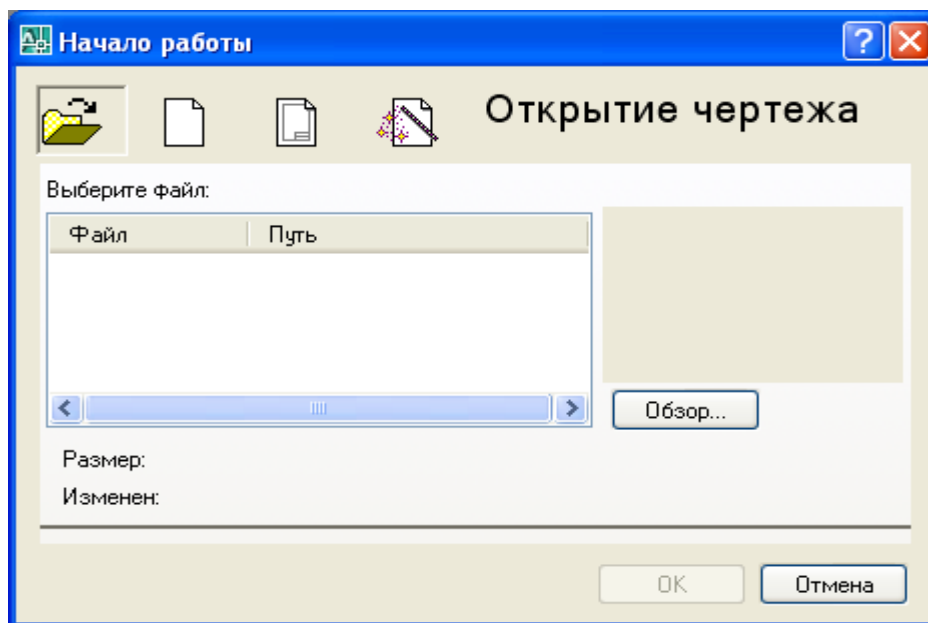 Начало работы
Открытие чертежа
Выберите файл:
Файл Путь
Обзор...
Размер:
Изменен:
OK Отмена